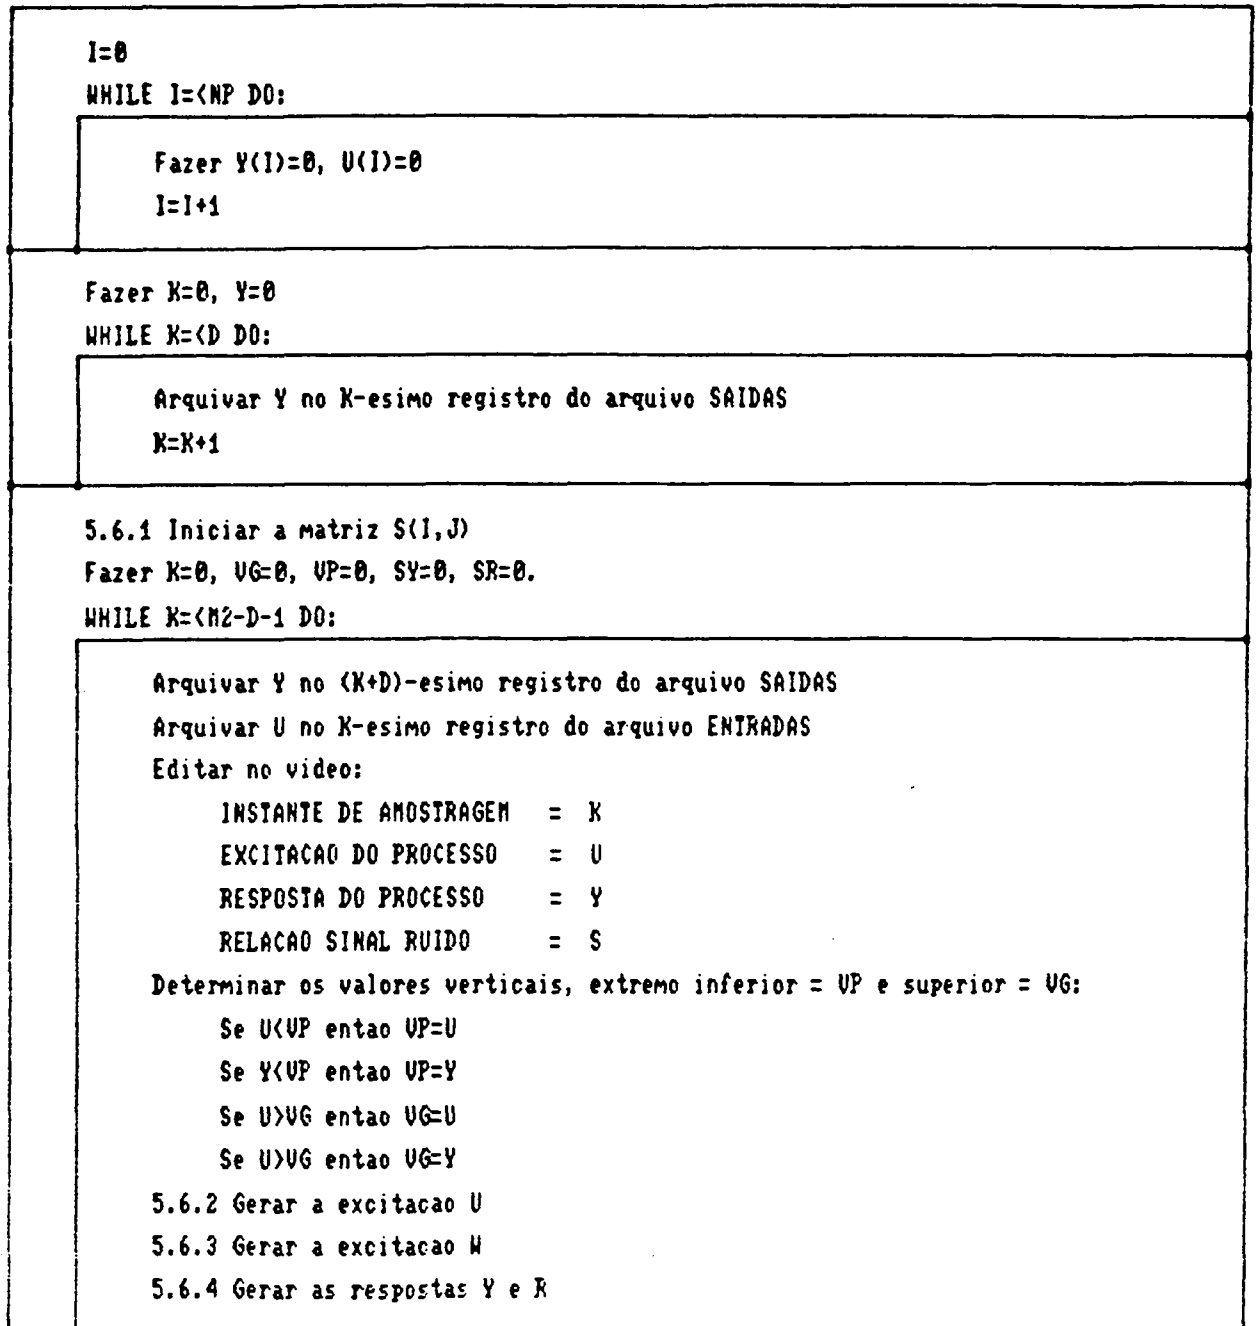 I=0
WHILE I=<NP DO:
Fazer Y(I)=0, U(I)=0
I=I+1
Fazer K=0, Y=0
WHILE K=<D DO:
Arquivar Y no K-esimo registro do arquivo SAIDAS
K=K+1
5.6.1 Iniciar a matriz S(I,J)
Fazer K=0, VG=0, VP=0, SY=0, SR=0.
WHILE K=<M2-D-1 DO:
Arquivar Y no (K+D)-esimo registro do arquivo SAIDAS
Arquivar U no K-esimo registro do arquivo ENTRADAS
Editar no video:
INSTANTE DE AMOSTRAGEM = K
EXCITACAO DO PROCESSO = U
RESPOSTA DO PROCESSO = Y
RELACAO SINAL RUIDO = S
Determinar os valores verticais, extremo inferior = VP e superior = VG:
Se U<VP entao VP=U
Se Y<VP entao VP=Y
Se U>VG entao VG=U
Se U>VG entao VG=Y
5.6.2 Gerar a excitacao U
5.6.3 Gerar a excitacao W
5.6.4 Gerar as respostas Y e R